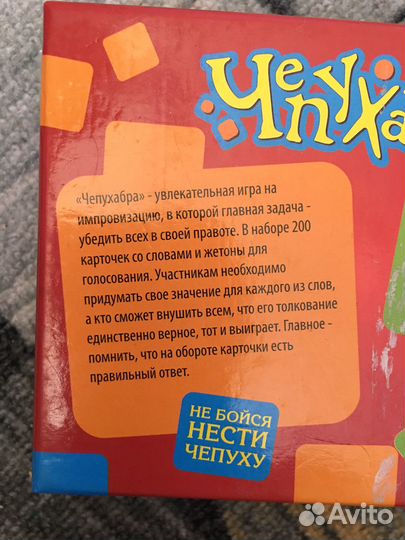 Чепуха
«Чепухабра» - увлекательная игра на
импровизацию, в которой главная задача -
убедить всех в своей правоте. В наборе 200
карточек со словами и жетоны для
голосования. Участникам необходимо
придумать свое значение для каждого из слов,
а кто сможет внушить всем, что его толкование
единственно верное, тот и выиграет. Главное -
помнить, что на обороте карточки есть
правильный ответ.
НЕ БОЙСЯ
НЕСТИ
ЧЕПУХУ
Avito